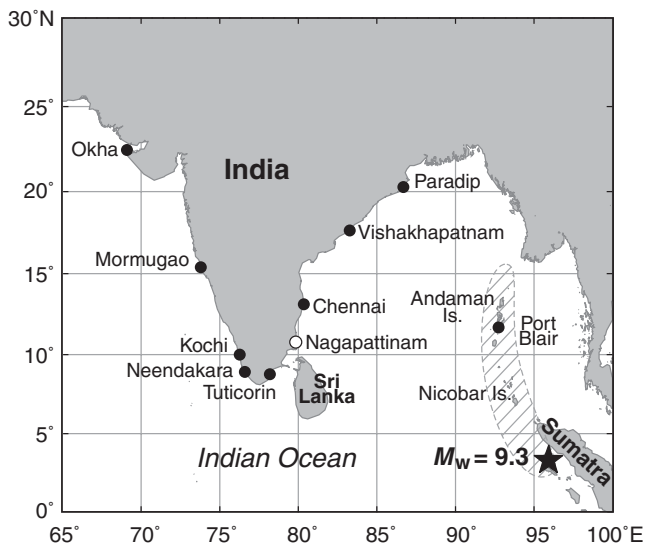 30˚N
25˚
Okha
India
Paradip
20˚
Vishakhapatnam
Mormugao
15˚
Andaman
Is.
Chennai
Port
Blair
Kochi
Nagapattinam
10˚
Neendakara
Sri
Lanka
Tuticorin
Nicobar Is.
5˚
Sumatra
Indian Ocean
Mw = 9.3
0˚
65˚ 70˚ 75˚ 80˚ 85˚ 90˚ 95˚ 100˚E